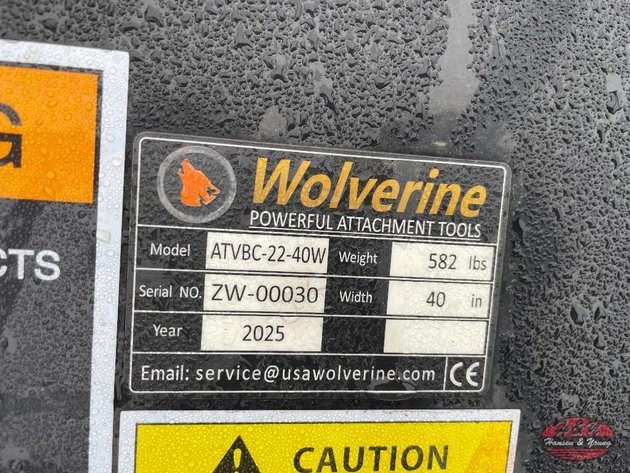 G
CTS
Wolverine
POWERFUL ATTACHMENT TOOLS
Model ATVBC-22-40W Weight 582 lbs
Serial NO. ZW-00030 Width 40 in
Year 2025
Email: service@usawolverine.com CE
CAUTION
Hansen & Young